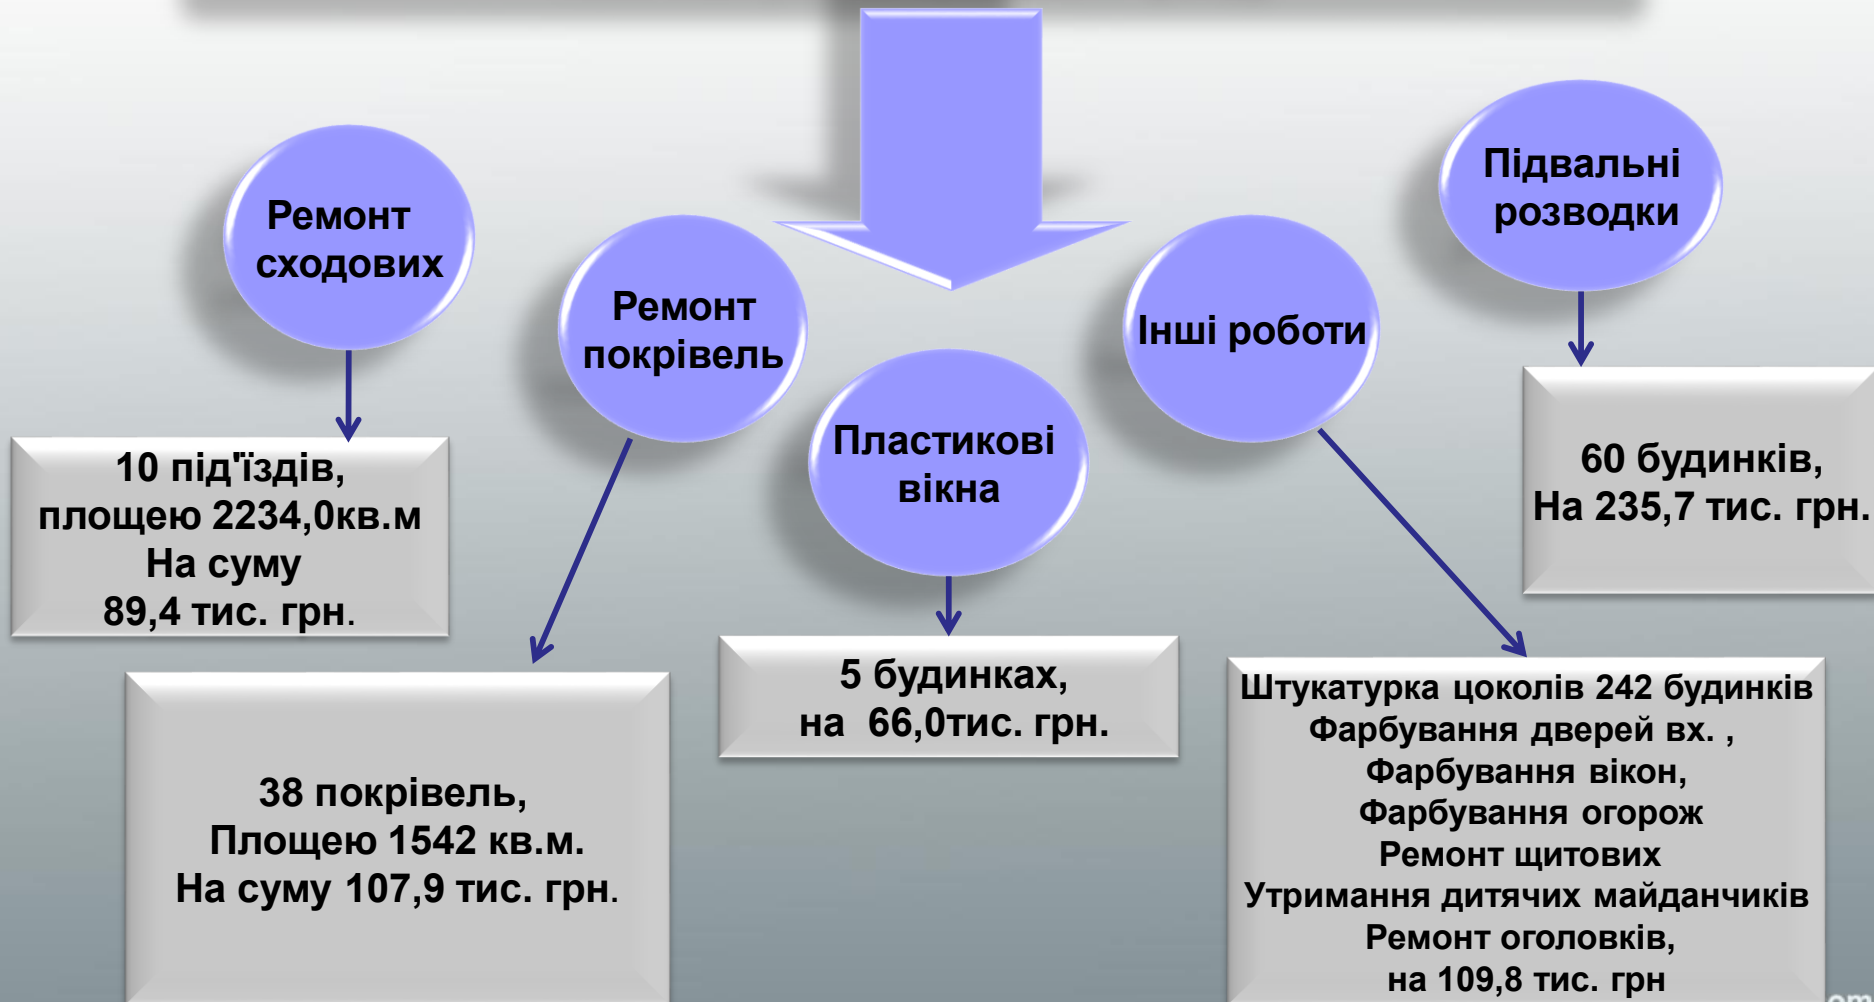 Ремонт
сходових
Ремонт
покрівель
Пластикові
вікна
Інші роботи
Підвальні
розводки
10 під'їздів,
площею 2234,0кв.м
На суму
89,4 тис. грн.
38 покрівель,
Площею 1542 кв.м.
На суму 107,9 тис. грн.
5 будинках,
на 66,0тис. грн.
Штукатурка цоколів 242 будинків
Фарбування дверей вх. ,
Фарбування вікон,
Фарбування огорож
Ремонт щитових
Утримання дитячих майданчиків
Ремонт оголовків,
на 109,8 тис. грн
60 будинків,
На 235,7 тис. грн.